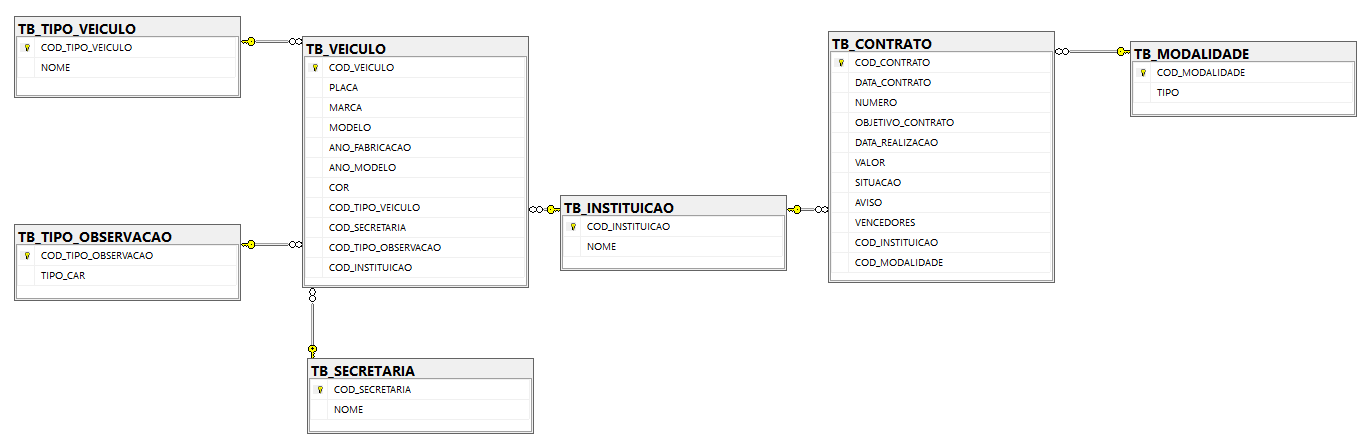 TB_TIPO_VEICULO
COD_TIPO_VEICULO
NOME
TB_VEICULO
COD_VEICULO
PLACA
MARCA
MODELO
ANO_FABRICACAO
ANO_MODELO
COR
COD_TIPO_VEICULO
COD_SECRETARIA
COD_TIPO_OBSERVACAO
COD_INSTITUICAO
TB_TIPO_OBSERVACAO
COD_TIPO_OBSERVACAO
TIPO_CAR
TB_SECRETARIA
COD_SECRETARIA
NOME
TB_INSTITUICAO
COD_INSTITUICAO
NOME
TB_CONTRATO
COD_CONTRATO
DATA_CONTRATO
NUMERO
OBJETIVO_CONTRATO
DATA_REALIZACAO
VALOR
SITUACAO
AVISO
VENCEDORES
COD_INSTITUICAO
COD_MODALIDADE
TB_MODALIDADE
COD_MODALIDADE
TIPO